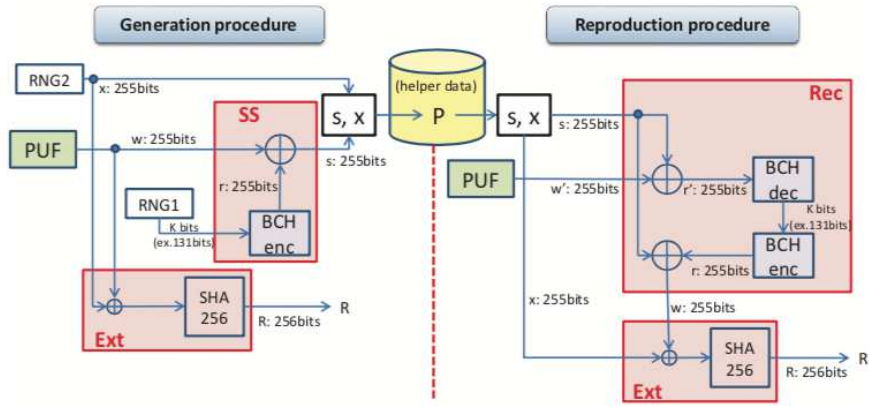 Generation procedure
Reproduction procedure
RNG2
x: 255bits
(helper data)
P
s, x
s, x
SS
Rec
PUF
w: 255bits
s: 255bits
s: 255bits
r: 255bits
RNG1
K bits
(ex.131bits)
BCH
enc
PUF
w': 255bits
r': 255bits
BCH
dec
K bits
(ex.131bits)
BCH
enc
r: 255bits
SHA
256
R
R: 256bits
Ext
x: 255bits
w: 255bits
SHA
256
R
R: 256bits
Ext